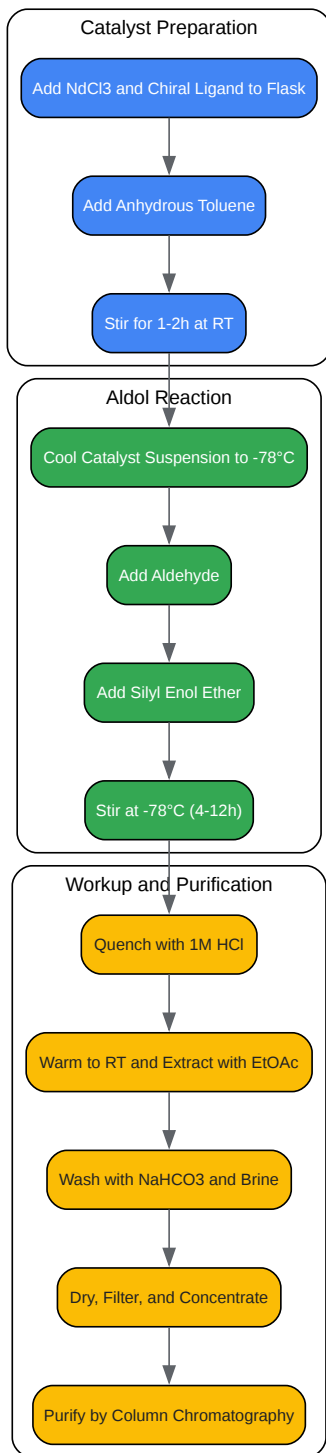 Catalyst Preparation
Add NdCl3 and Chiral Ligand to Flask
Add Anhydrous Toluene
Stir for 1-2h at RT
Aldol Reaction
Cool Catalyst Suspension to -78°C
Add Aldehyde
Add Silyl Enol Ether
Stir at -78°C (4-12h)
Workup and Purification
Quench with 1M HCl
Warm to RT and Extract with EtOAc
Wash with NaHCO3 and Brine
Dry, Filter, and Concentrate
Purify by Column Chromatography